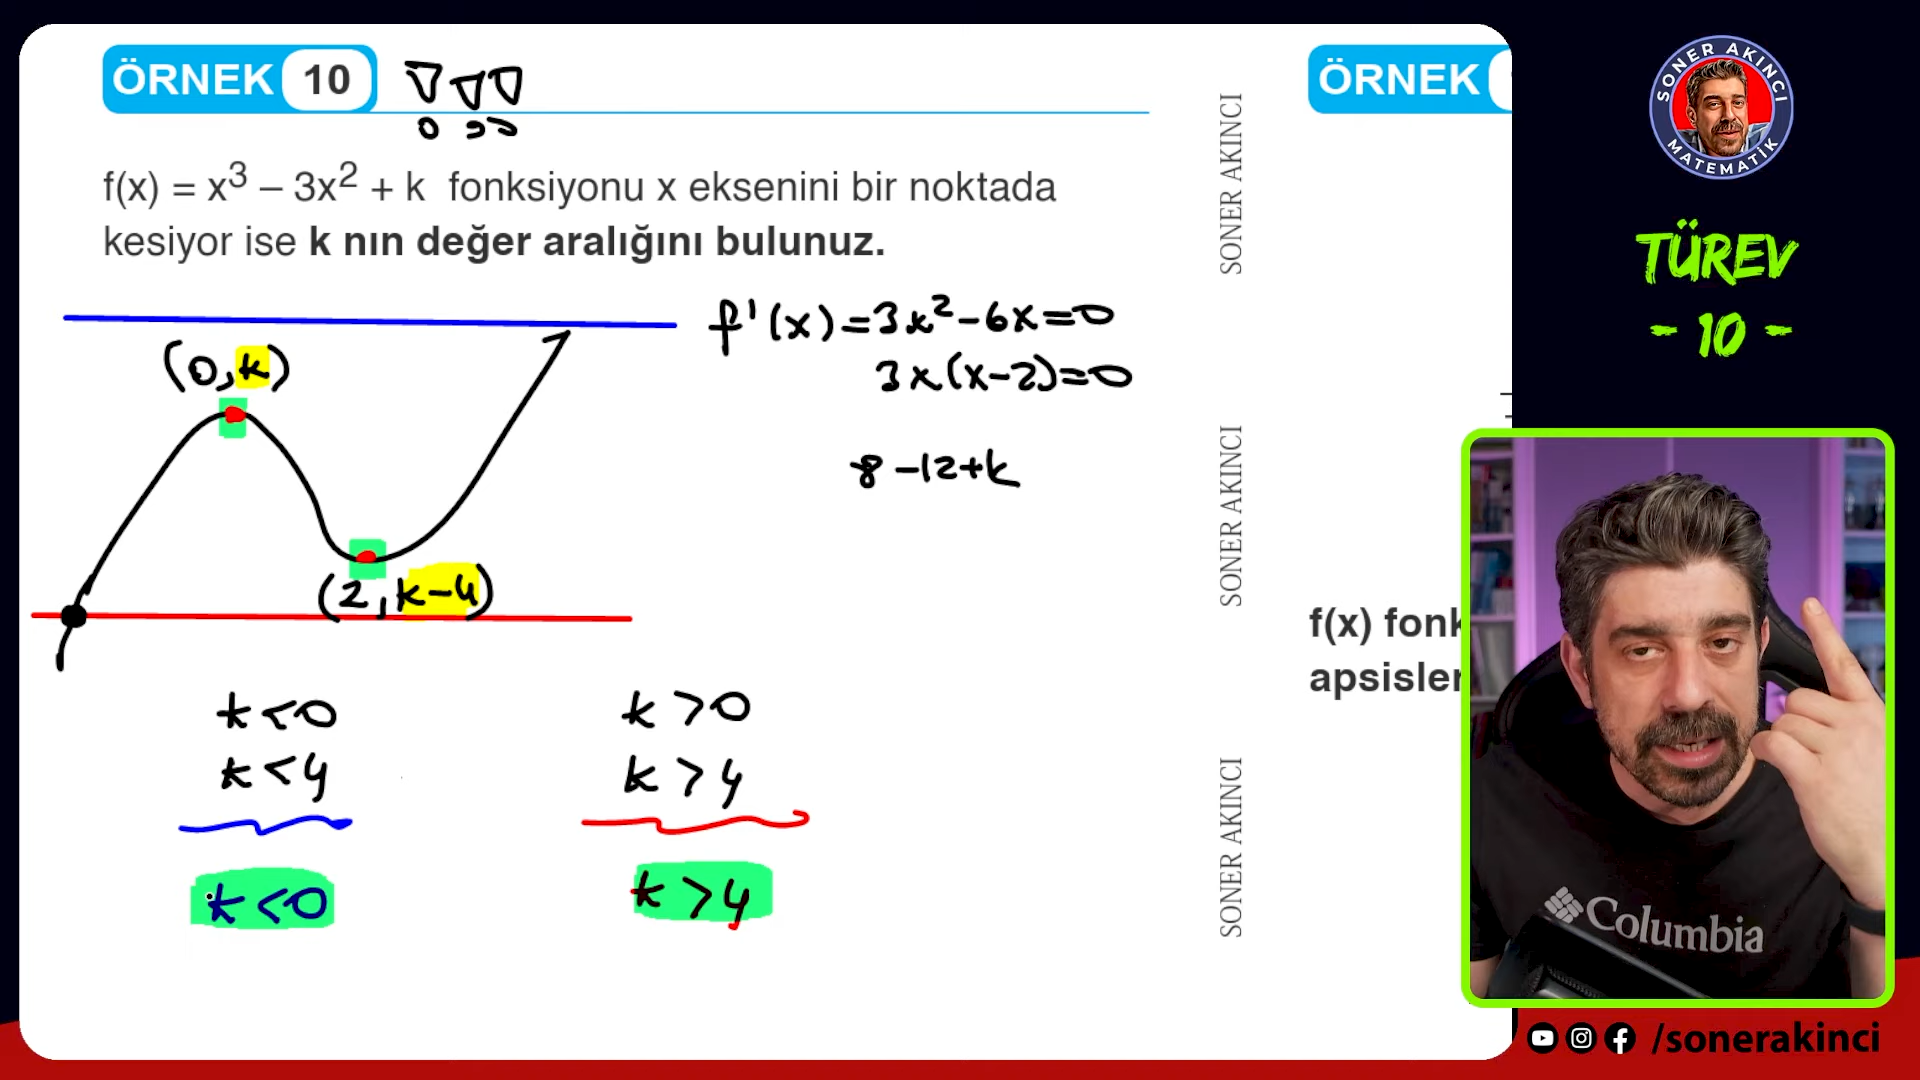 ÖRNEK 10
f(x) = x³ – 3x² + k fonksiyonu x eksenini bir noktada
kesiyor ise k nın değer aralığını bulunuz.
f'(x)=3x²-6x=0
3x(x-2)=0
8-12+k
(0,k)
(2,k-4)
k<0
k<4
k<0
k>0
k>4
k>4
SONER AKINCI
SONER AKINCI
SONER AKINCI
ÖRNEK
f(x) fonk
apsisler
SONER AKINCI
MATEMATİK
TÜREV
- 10 -
Columbia
/sonerakinci